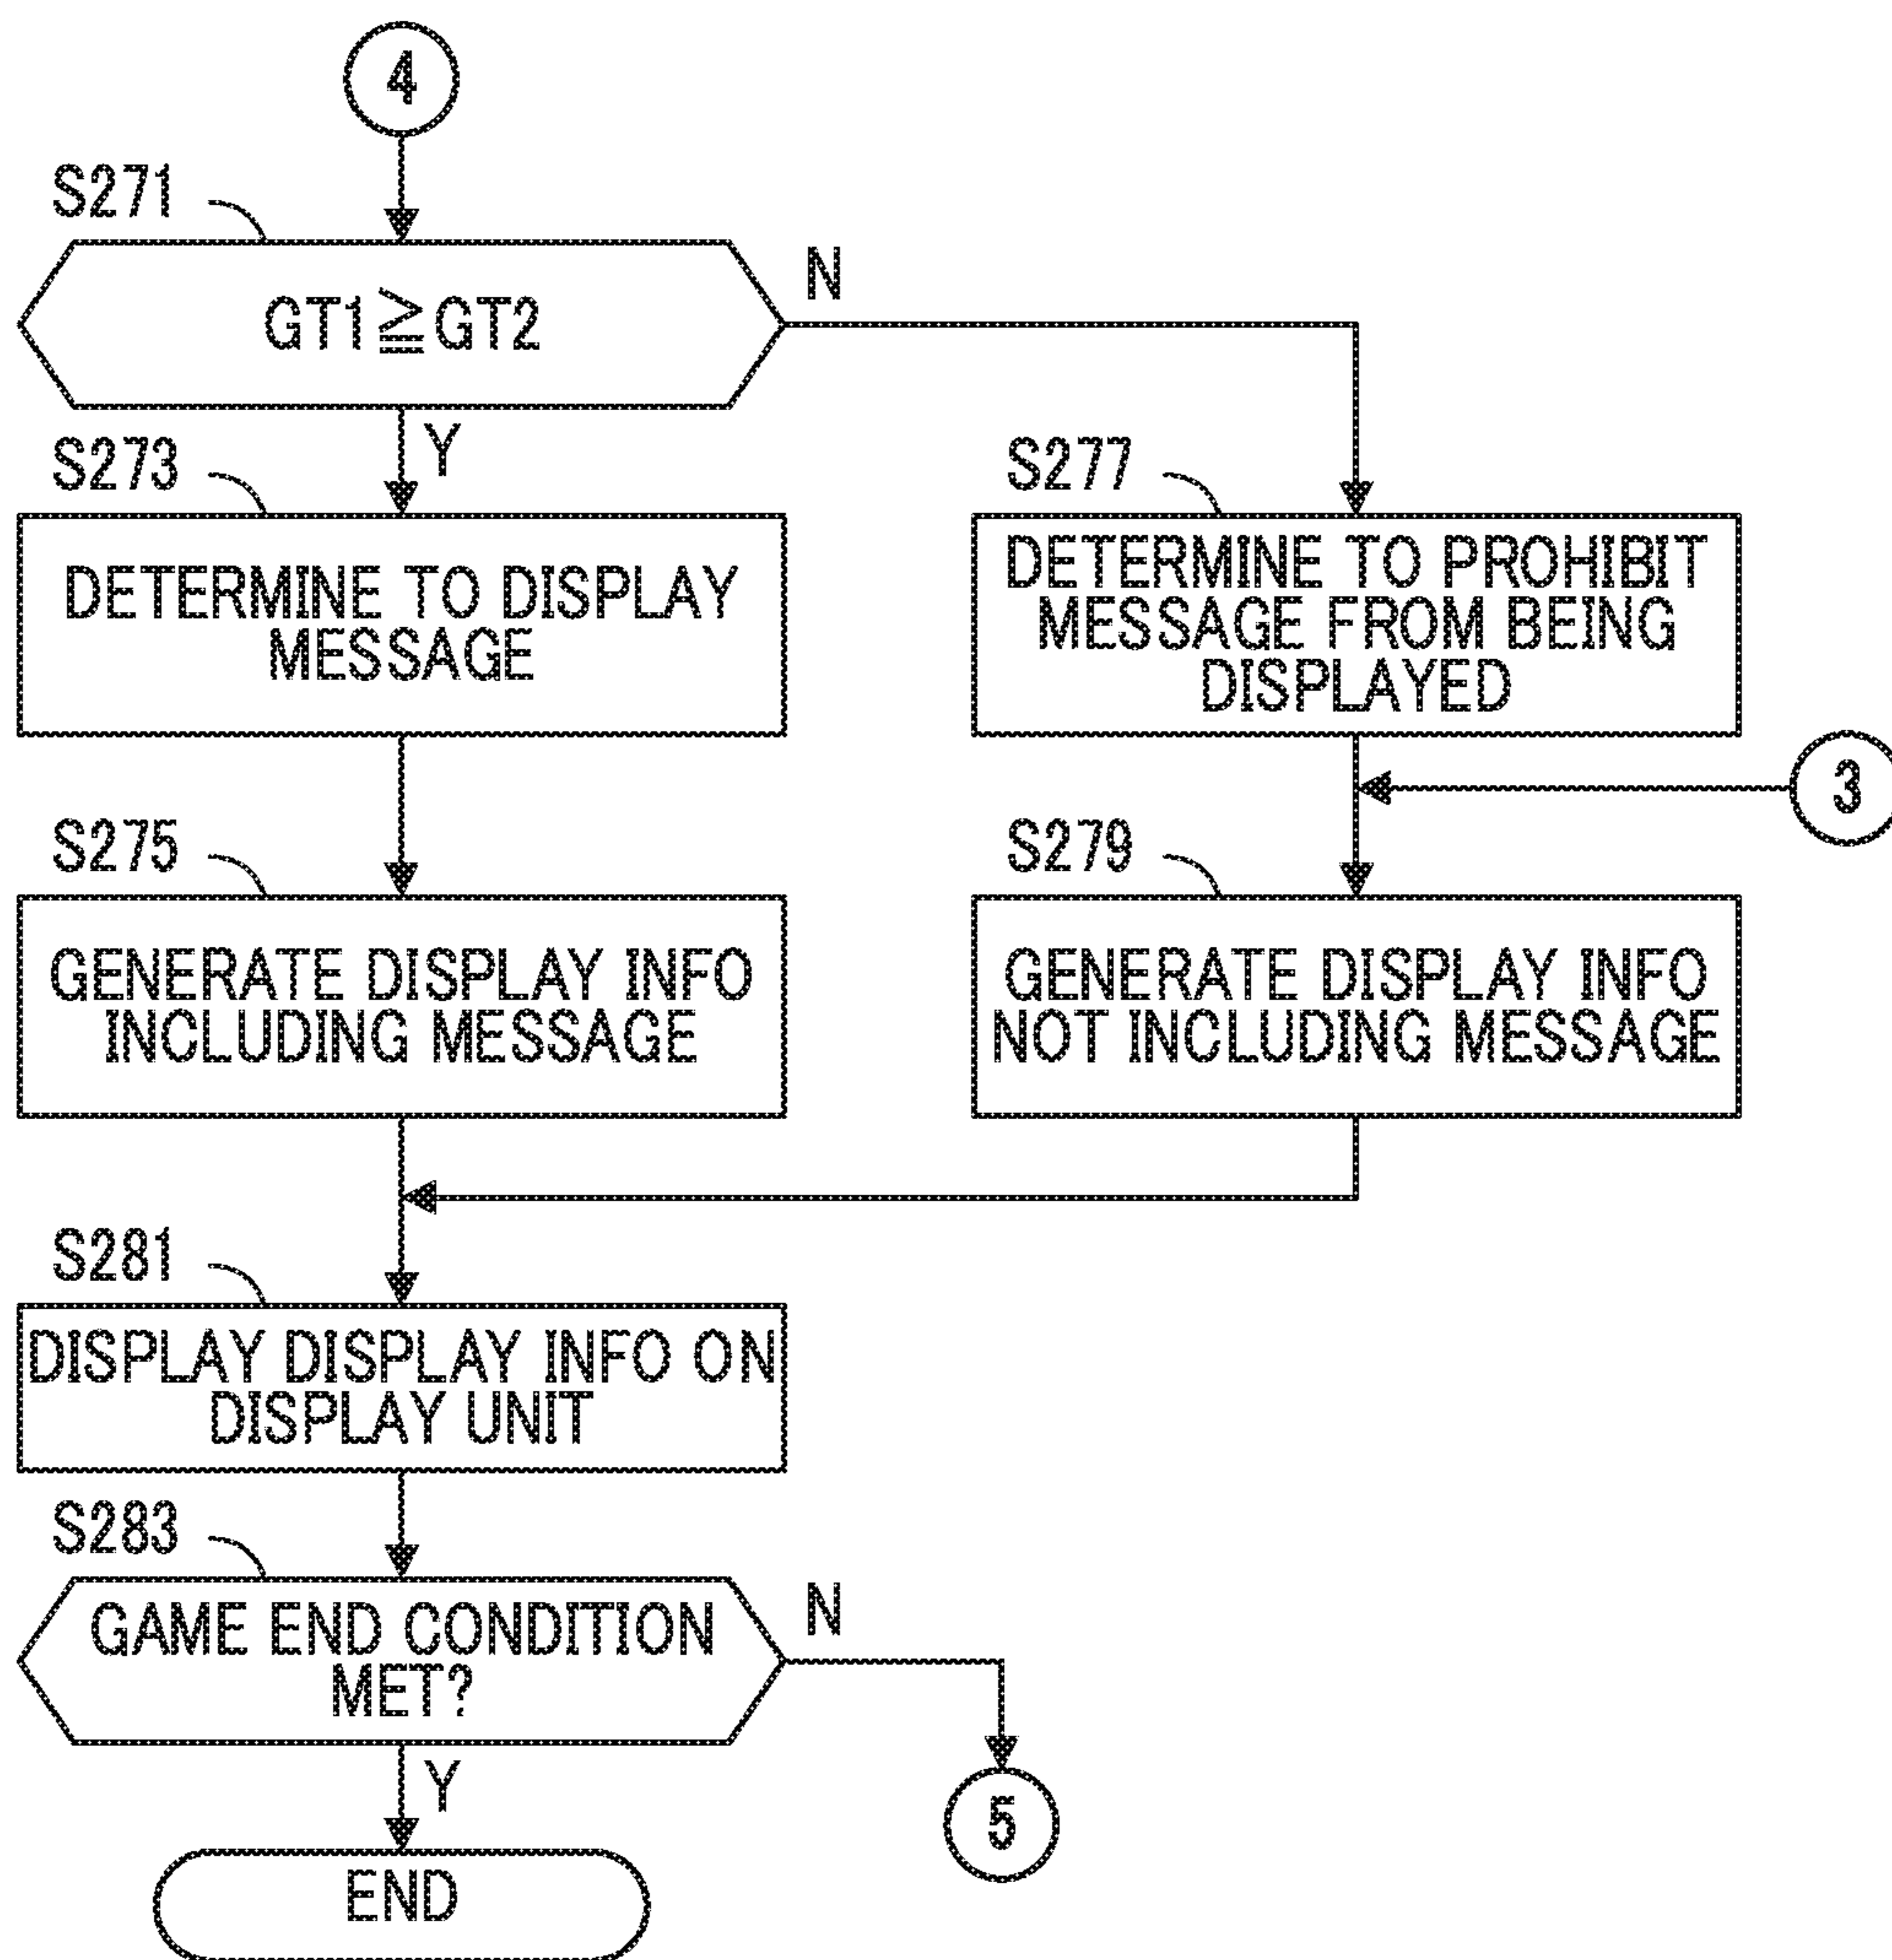 4
S271
GT1≧GT2
N
Y
S273
DETERMINE TO DISPLAY
MESSAGE
S277
DETERMINE TO PROHIBIT
MESSAGE FROM BEING
DISPLAYED
3
S275
GENERATE DISPLAY INFO
INCLUDING MESSAGE
S279
GENERATE DISPLAY INFO
NOT INCLUDING MESSAGE
S281
DISPLAY DISPLAY INFO ON
DISPLAY UNIT
S283
GAME END CONDITION
MET?
N
Y
5
END